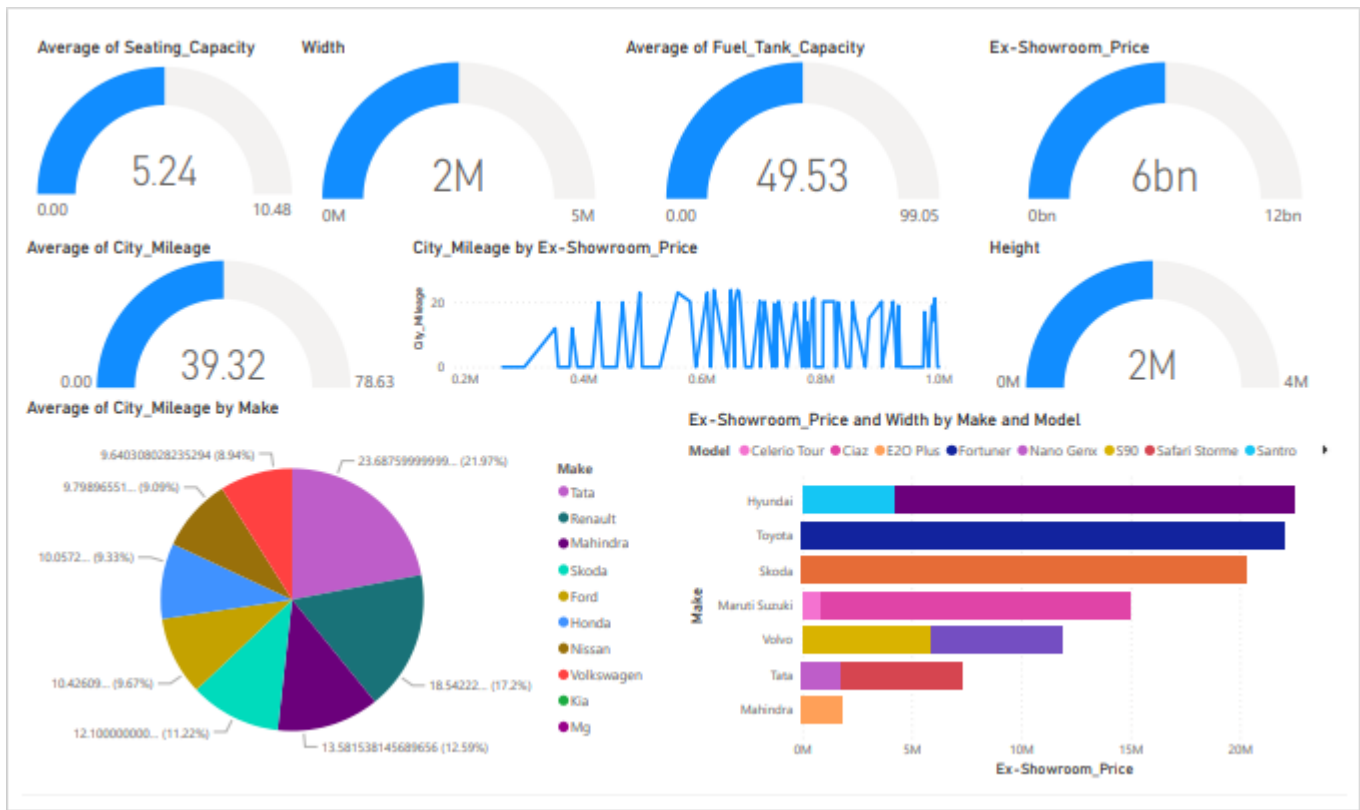 Average of Seating_Capacity
5.24
0.00
10.48
Width
2M
0M
5M
Average of Fuel_Tank_Capacity
49.53
0.00
99.05
Ex-Showroom_Price
6bn
0bn
12bn
Average of City_Mileage
39.32
0.00
78.63
City_Mileage by Ex-Showroom_Price
City_Mileage
20
0
0.2M 0.4M 0.6M 0.8M 1.0M
Height
2M
0M
4M
Average of City_Mileage by Make
9.640308028235294 (8.94%)
23.68759999999... (21.97%)
9.79896551... (9.09%)
10.0572... (9.33%)
10.42609... (9.67%)
18.54222... (17.2%)
12.100000000... (11.22%)
13.581538145689656 (12.59%)
Make
Tata
Renault
Mahindra
Skoda
Ford
Honda
Nissan
Volkswagen
Kia
Mg
Ex-Showroom_Price and Width by Make and Model
Model Celerio Tour Ciaz E2O Plus Fortuner Nano Genx S90 Safari Storme Santro
Make
Hyundai
Toyota
Skoda
Maruti Suzuki
Volvo
Tata
Mahindra
0M 5M 10M 15M 20M
Ex-Showroom_Price